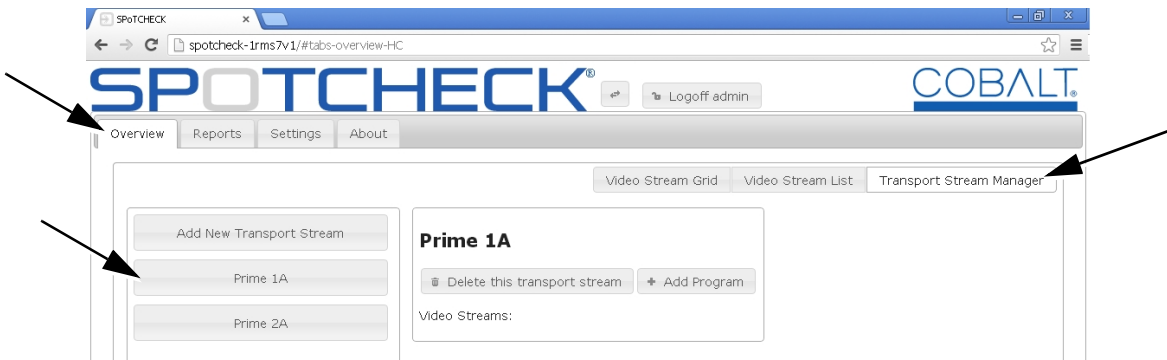 SPOTCHECK
spotcheck-1rms7v1/#tabs-overview-HC
SPOTCHECK® Logoff admin COBALT®
Overview Reports Settings About
Video Stream Grid Video Stream List Transport Stream Manager
Add New Transport Stream
Prime 1A
Prime 2A
Prime 1A
Delete this transport stream + Add Program
Video Streams: